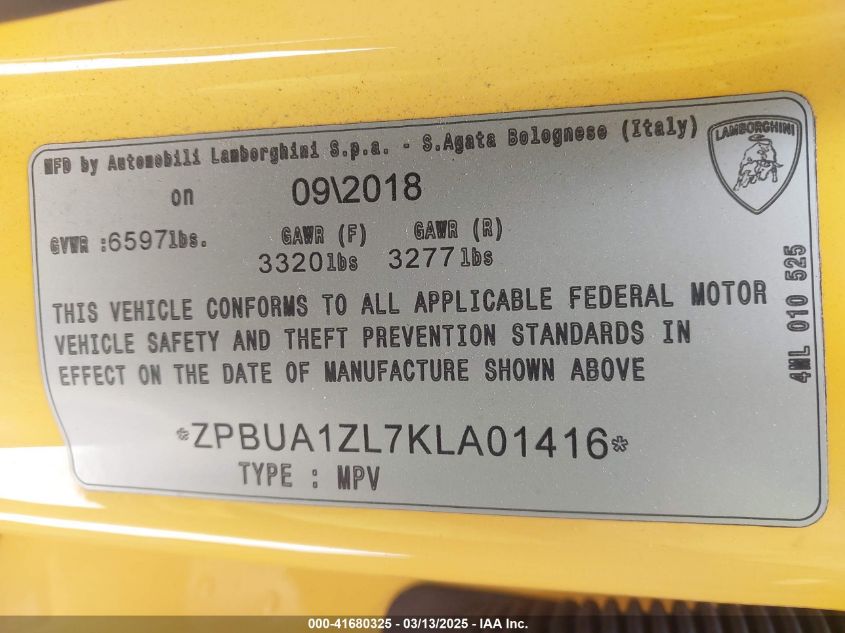 MFD by Automobili Lamborghini S.p.a. - S.Agata Bolognese (Italy)
LAMBORGHINI
on 09\2018
GVWR :6597lbs. GAWR (F) GAWR (R)
3320lbs 3277lbs
THIS VEHICLE CONFORMS TO ALL APPLICABLE FEDERAL MOTOR
VEHICLE SAFETY AND THEFT PREVENTION STANDARDS IN
EFFECT ON THE DATE OF MANUFACTURE SHOWN ABOVE
4ML 010 525
*ZPBUA1ZL7KLA01416*
TYPE : MPV
000-41680325 - 03/13/2025 - IAA Inc.